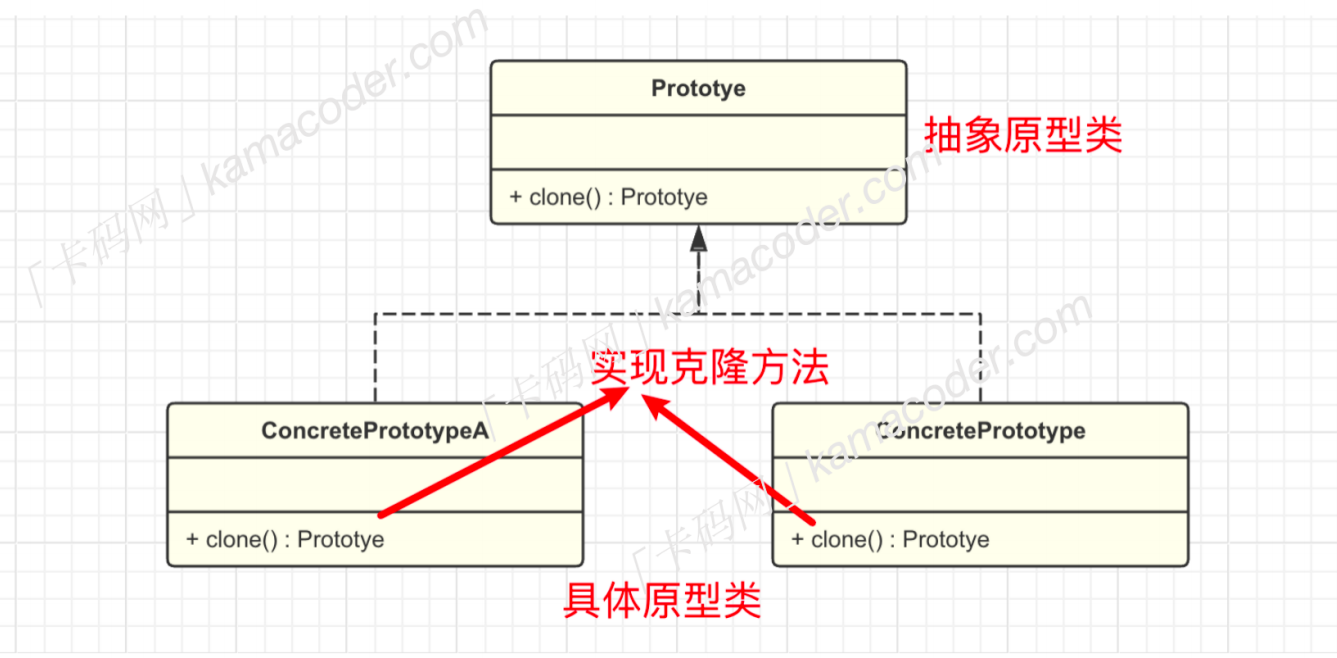 Prototye
抽象原型类
+ clone() : Prototye
实现克隆方法
ConcretePrototypeA
ConcretePrototype
+ clone() : Prototye
+ clone() : Prototye
具体原型类
「卡码网」kamacoder.com
「卡码网」kamacoder.com
「卡码网」kamacoder.com